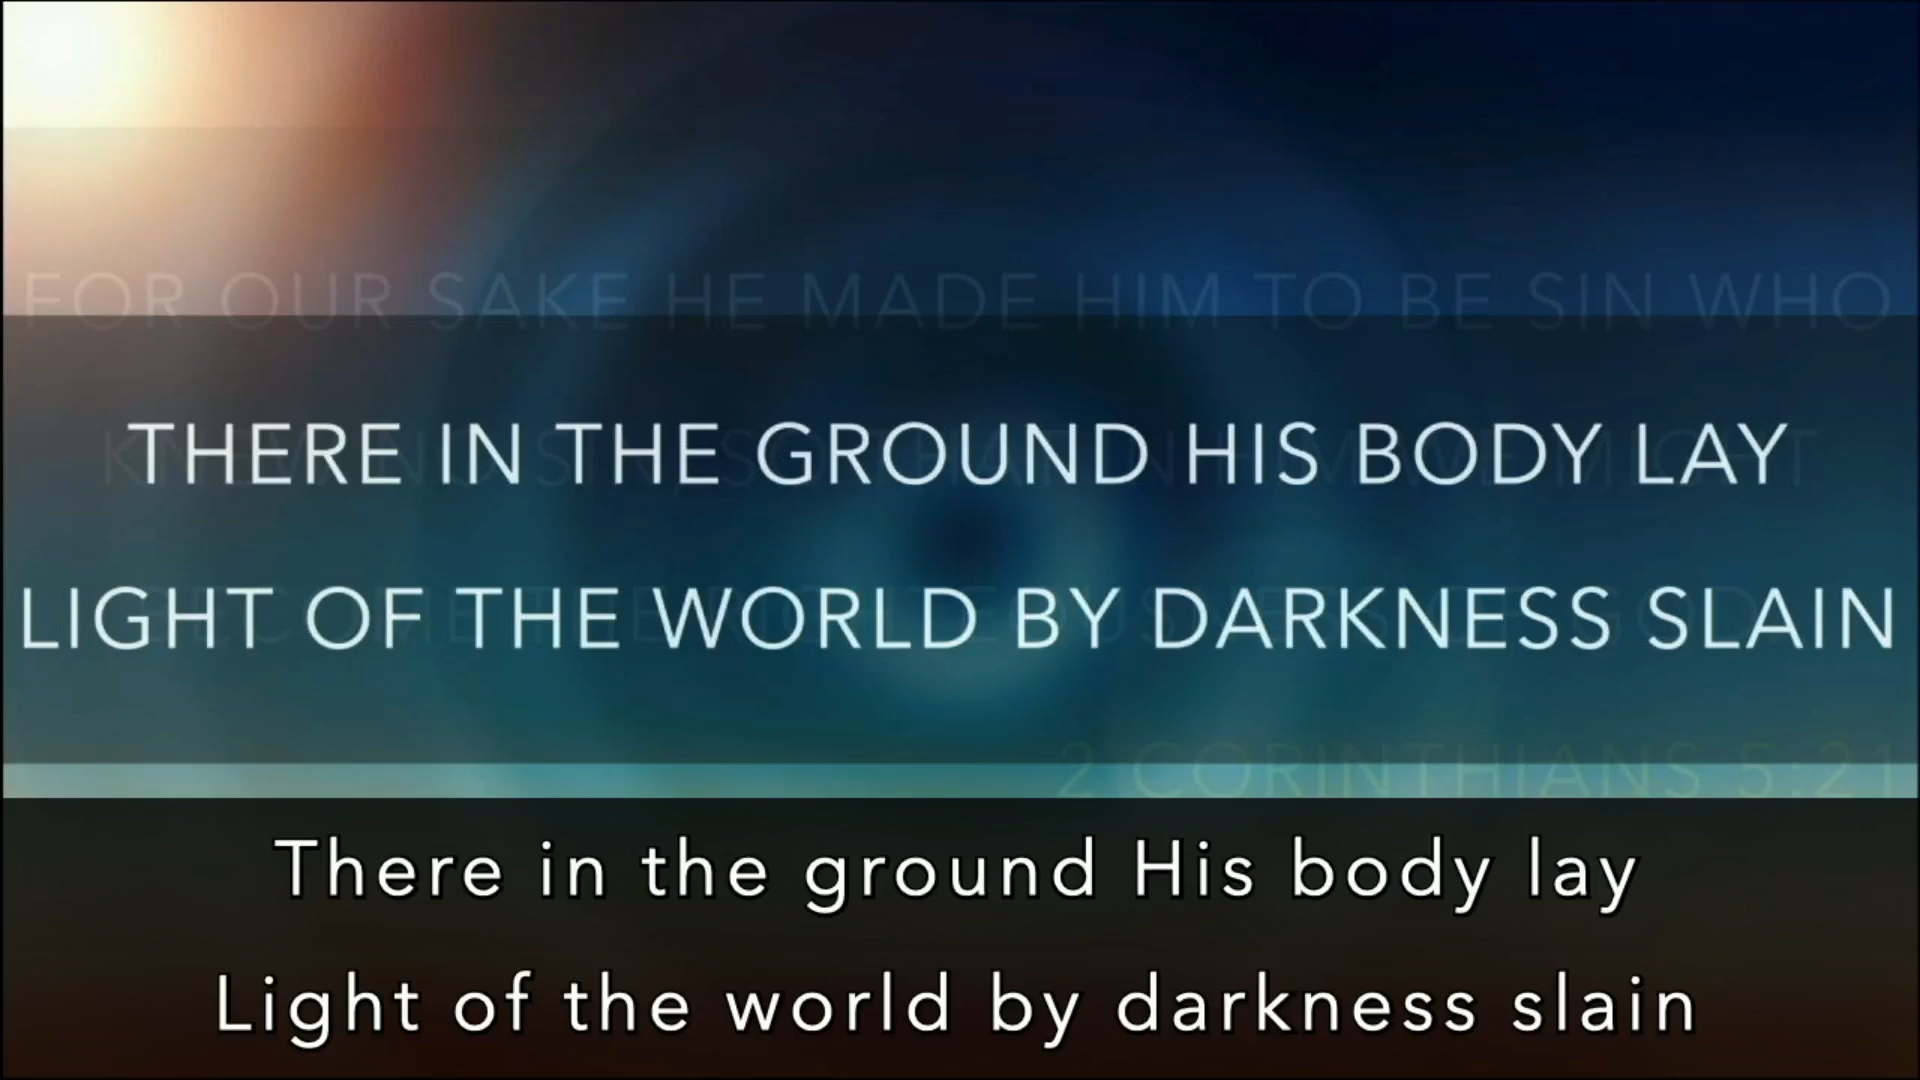 FOR OUR SAKE HE MADE HIM TO BE SIN WHO
THERE IN THE GROUND HIS BODY LAY
LIGHT OF THE WORLD BY DARKNESS SLAIN
2 CORINTHIANS 5:21
There in the ground His body lay
Light of the world by darkness slain